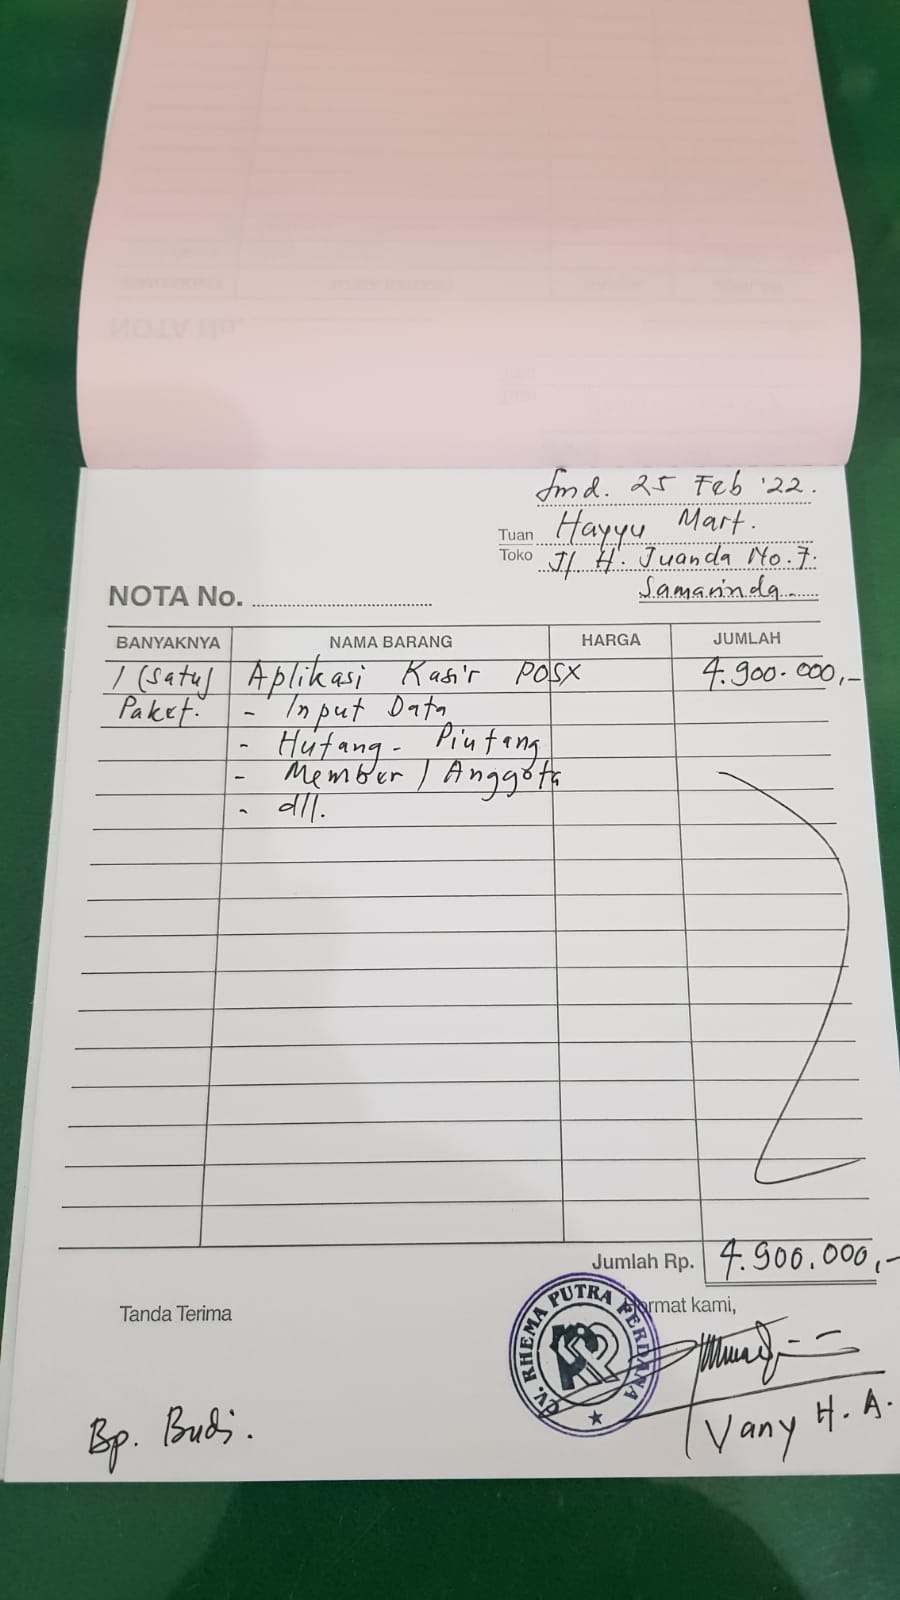 Smd. 25 Feb '22.
Tuan Hayyu Mart.
Toko Jl. H. Juanda No. 7.
Samarinda
NOTA No.
BANYAKNYA NAMA BARANG HARGA JUMLAH
1 (Satu) Aplikasi Kasir POSX 4.900.000,-
Paket. - Input Data
- Hutang - Piutang
- Member / Anggota
- dll.
Jumlah Rp. 4.900.000,-
Tanda Terima Hormat kami,
CV. RHEMA PUTRA PERDANA
Bp. Budi.
Vany H. A.